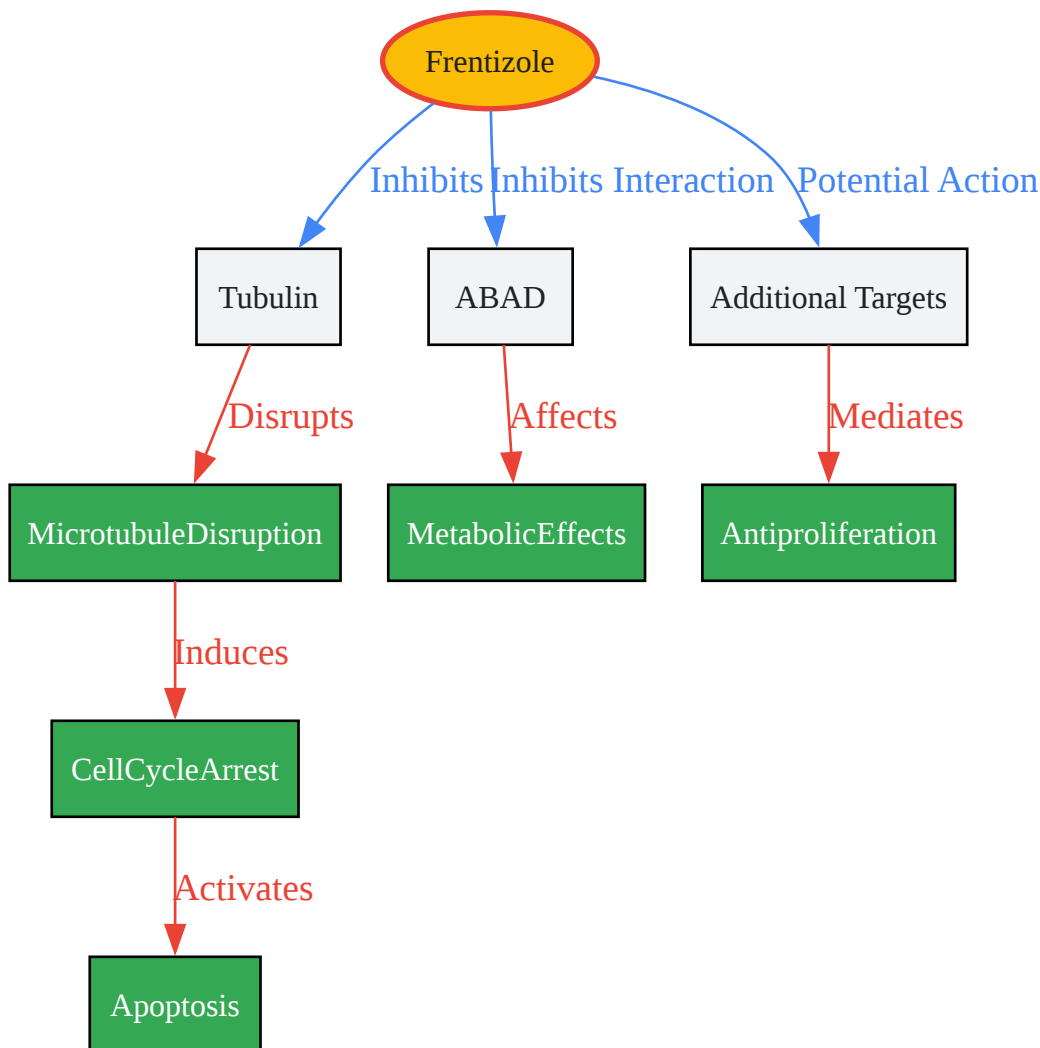 Frentizole
Inhibits
Inhibits Interaction
Potential Action
Tubulin
ABAD
Additional Targets
Disrupts
Affects
Mediates
MicrotubuleDisruption
MetabolicEffects
Antiproliferation
Induces
CellCycleArrest
Activates
Apoptosis